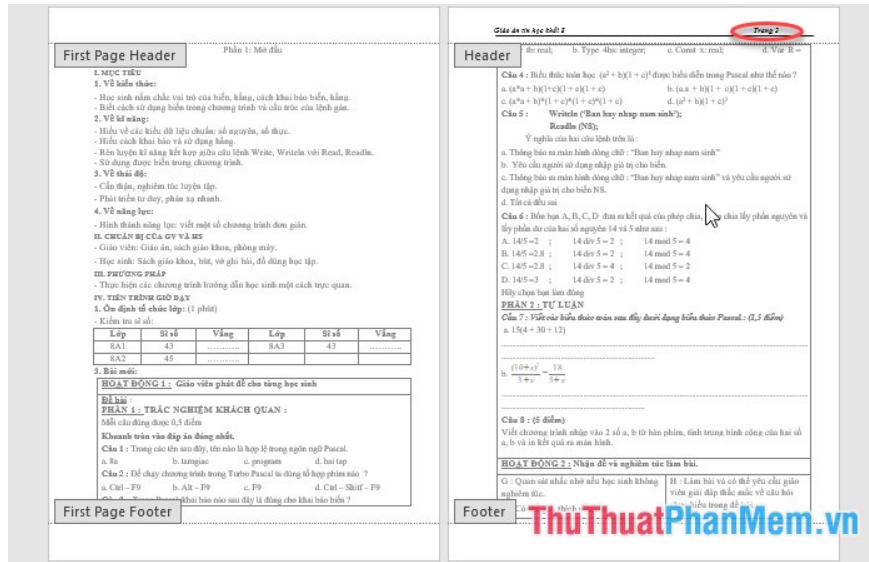 First Page Header
Phần 1: Mở đầu
I. MỤC TIÊU
1. Về kiến thức:
- Học sinh nắm chắc vai trò của biến, hằng, cách khai báo biến, hằng.
- Biết cách sử dụng biến trong chương trình và cấu trúc của lệnh gán.
2. Về kĩ năng:
- Hiểu về các kiểu dữ liệu chuẩn: số nguyên, số thực.
- Hiểu cách khai báo và sử dụng hằng.
- Rèn luyện kĩ năng kết hợp giữa câu lệnh Write, Writeln với Read, Readln.
- Sử dụng được biến trong chương trình.
3. Về thái độ:
- Cẩn thận, nghiêm túc luyện tập.
- Phát triển tư duy, phản xạ nhanh.
4. Về năng lực:
- Hình thành năng lực: viết một số chương trình đơn giản.
II. CHUẨN BỊ CỦA GV VÀ HS
- Giáo viên: Giáo án, sách giáo khoa, phòng máy.
- Học sinh: Sách giáo khoa, bút, vở ghi bài, đồ dùng học tập.
III. PHƯƠNG PHÁP
- Thực hiện các chương trình hướng dẫn học sinh một cách trực quan.
IV. TIẾN TRÌNH GIỜ DẠY
1. Ổn định tổ chức lớp: (1 phút)
- Kiểm tra sĩ số:
Lớp Sĩ số Vắng Lớp Sĩ số Vắng
8A1 43 ............ 8A3 43 ............
8A2 45 ............
3. Bài mới:
HOẠT ĐỘNG 1 : Giáo viên phát đề cho từng học sinh
Đề bài :
PHẦN 1 : TRẮC NGHIỆM KHÁCH QUAN :
Mỗi câu đúng được 0,5 điểm
Khoanh tròn vào đáp án đúng nhất.
Câu 1 : Trong các tên sau đây, tên nào là hợp lệ trong ngôn ngữ Pascal.
a. 8a b. tamgiac c. program d. bai tap
Câu 2 : Để chạy chương trình trong Turbo Pascal ta dùng tổ hợp phím nào ?
a. Ctrl – F9 b. Alt – F9 c. F9 d. Ctrl – Shitf – F9
Pascal khai báo nào sau đây là đúng cho khai báo biến ?
First Page Footer
Giáo án tin học khối 8 Trang 2
Header
tb: real; b. Type 4hs: integer; c. Const x: real; d. Var R =
Câu 4 : Biểu thức toán học (a² + b)(1 + c)³ được biểu diễn trong Pascal như thế nào ?
a. (a*a + b)(1+c)(1 + c)(1 + c) b. (a.a + b)(1 + c)(1 + c)(1 + c)
c. (a*a + b)*(1 + c)*(1 + c)*(1 + c) d. (a² + b)(1 + c)³
Câu 5 : Writeln ('Ban hay nhap nam sinh');
Readln (NS);
Ý nghĩa của hai câu lệnh trên là :
a. Thông báo ra màn hình dòng chữ : "Ban hay nhap nam sinh"
b. Yêu cầu người sử dụng nhập giá trị cho biến.
c. Thông báo ra màn hình dòng chữ : "Ban hay nhap nam sinh" và yêu cầu người sử
dụng nhập giá trị cho biến NS.
d. Tất cả đều sai
Câu 6 : Bốn bạn A, B, C, D đưa ra kết quả của phép chia, chia lấy phần nguyên và
lấy phần dư của hai số nguyên 14 và 5 như sau :
A. 14/5 =2 ; 14 div 5 = 2 ; 14 mod 5 = 4
B. 14/5 =2.8 ; 14 div 5 = 2 ; 14 mod 5 = 4
C. 14/5 =2.8 ; 14 div 5 = 4 ; 14 mod 5 = 2
D. 14/5 =3 ; 14 div 5 = 2 ; 14 mod 5 = 4
Hãy chọn bạn làm đúng
PHẦN 2 : TỰ LUẬN
Câu 7 : Viết các biểu thức toán sau đây dưới dạng biểu thức Pascal : (1,5 điểm)
a. 15(4 + 30 + 12)
b. (10+x)² / 3+y − 18 / 5+y
Câu 8 : (5 điểm)
Viết chương trình nhập vào 2 số a, b từ bàn phím, tính trung bình cộng của hai số
a, b và in kết quả ra màn hình.
HOẠT ĐỘNG 2 : Nhận đề và nghiêm túc làm bài.
G : Quan sát nhắc nhở nếu học sinh không
nghiêm túc.
H : Làm bài và có thể yêu cầu giáo
viên giải đáp thắc mắc về câu hỏi
Footer
ThuThuatPhanMem.vn